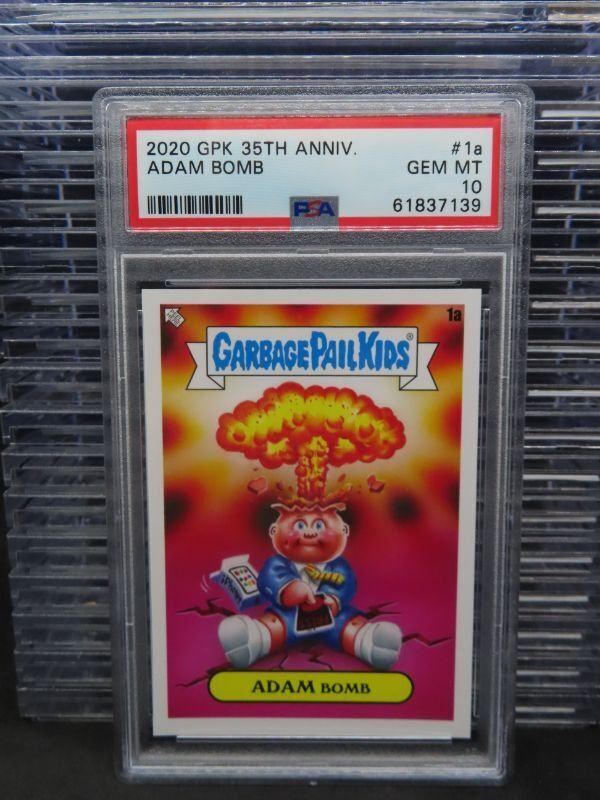 2020 GPK 35TH ANNIV. #1a
ADAM BOMB GEM MT
10
PSA 61837139
1a
GARBAGE PAIL KIDS®
ADAM BOMB